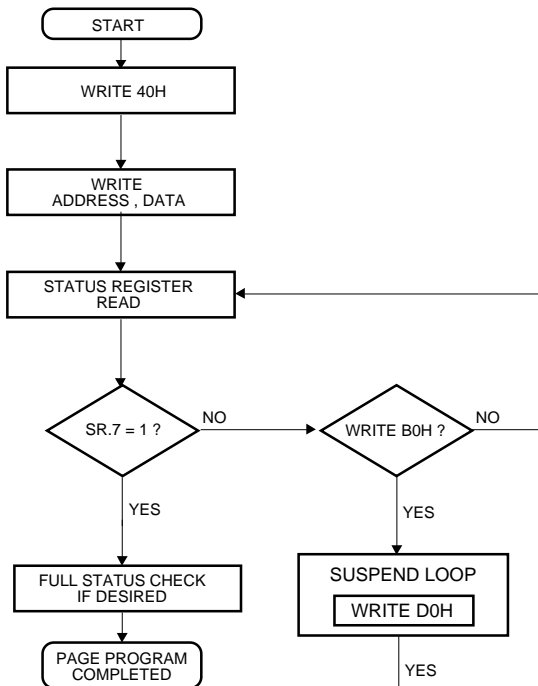 START
WRITE 40H
WRITE
ADDRESS , DATA
STATUS REGISTER
READ
SR.7 = 1 ?
NO
WRITE B0H ?
NO
YES
YES
FULL STATUS CHECK
IF DESIRED
SUSPEND LOOP
WRITE D0H
PAGE PROGRAM
COMPLETED
YES